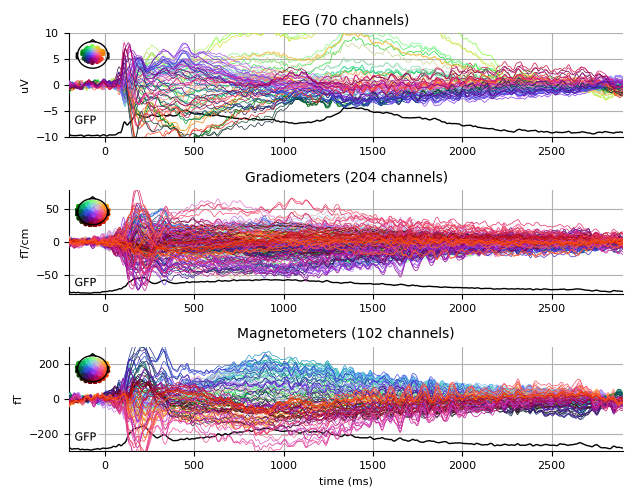 EEG (70 channels)
10
5
0
−5
−10
uV
GFP
0 500 1000 1500 2000 2500
Gradiometers (204 channels)
50
0
−50
fT/cm
GFP
0 500 1000 1500 2000 2500
Magnetometers (102 channels)
200
0
−200
fT
GFP
0 500 1000 1500 2000 2500
time (ms)